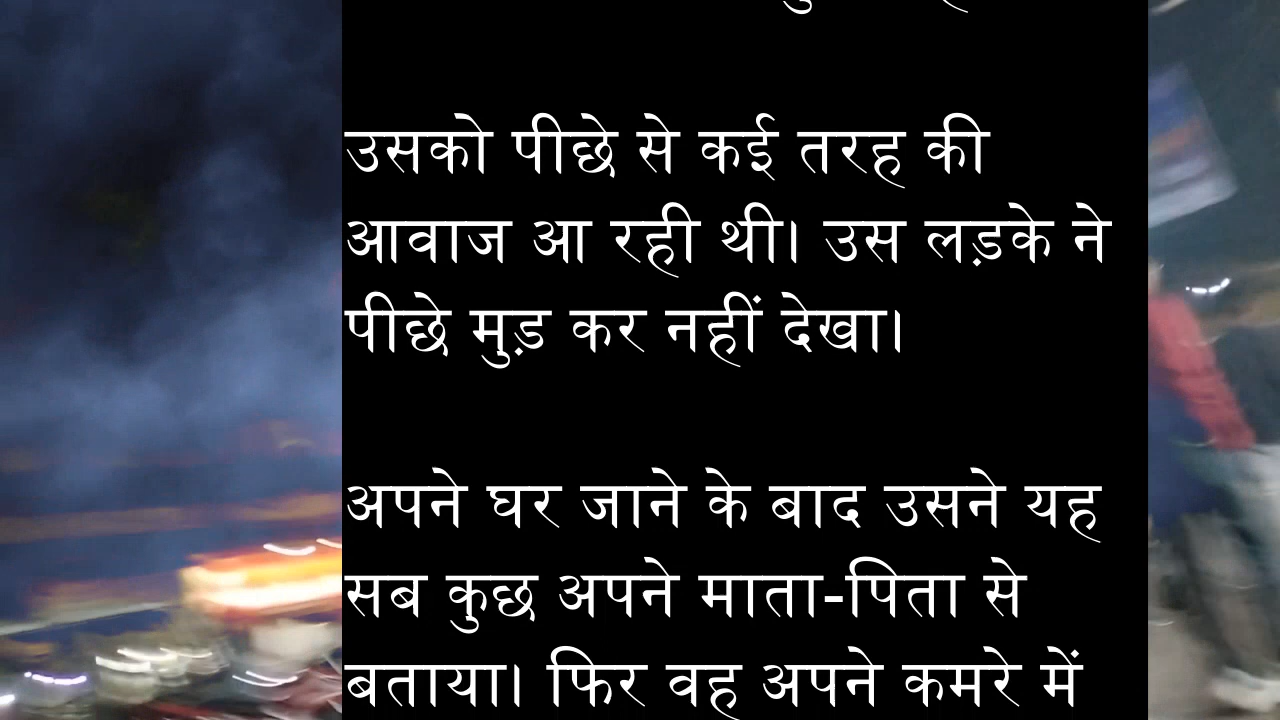 उसको पीछे से कई तरह की
आवाज आ रही थी। उस लड़के ने
पीछे मुड़ कर नहीं देखा।
अपने घर जाने के बाद उसने यह
सब कुछ अपने माता-पिता से
बताया। फिर वह अपने कमरे में